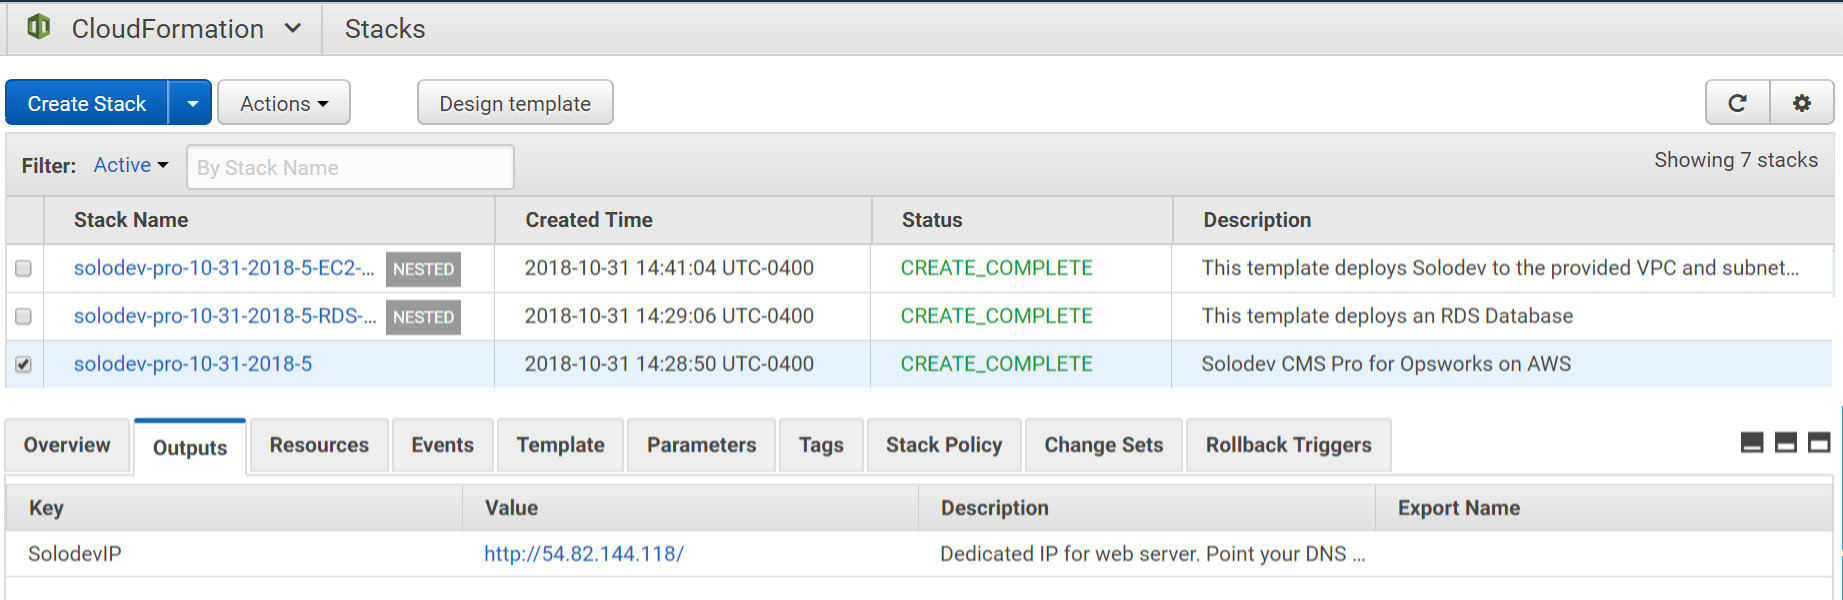 CloudFormation Stacks
Create Stack Actions Design template
Filter: Active By Stack Name Showing 7 stacks
Stack Name Created Time Status Description
solodev-pro-10-31-2018-5-EC2-... NESTED 2018-10-31 14:41:04 UTC-0400 CREATE_COMPLETE This template deploys Solodev to the provided VPC and subnet...
solodev-pro-10-31-2018-5-RDS-... NESTED 2018-10-31 14:29:06 UTC-0400 CREATE_COMPLETE This template deploys an RDS Database
solodev-pro-10-31-2018-5 2018-10-31 14:28:50 UTC-0400 CREATE_COMPLETE Solodev CMS Pro for Opsworks on AWS
Overview Outputs Resources Events Template Parameters Tags Stack Policy Change Sets Rollback Triggers
Key Value Description Export Name
SolodevIP http://54.82.144.118/ Dedicated IP for web server. Point your DNS ...